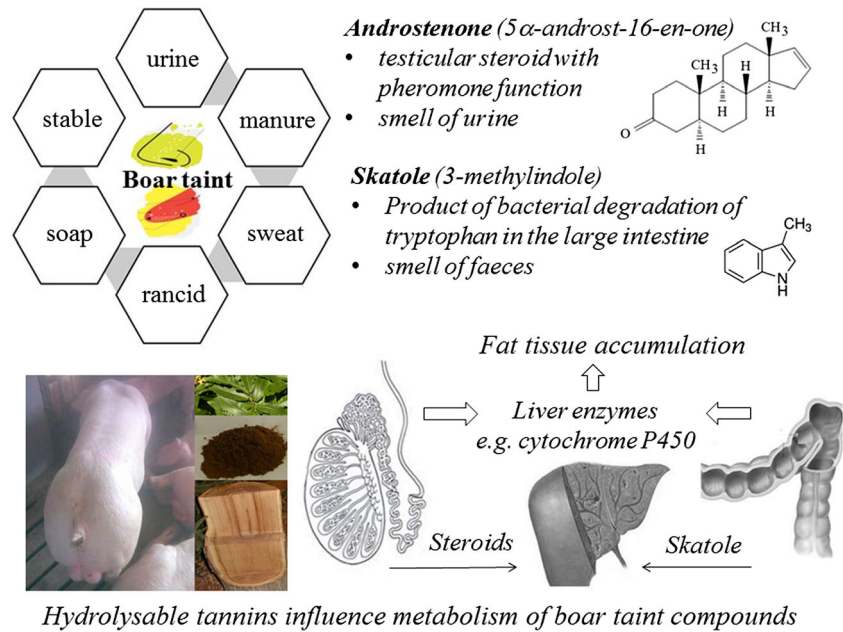 urine
stable
manure
Boar taint
soap
sweat
rancid
Androstenone (5α-androst-16-en-one)
• testicular steroid with
pheromone function
• smell of urine
CH₃
CH₃
H
H
H
H
O
Skatole (3-methylindole)
• Product of bacterial degradation of
tryptophan in the large intestine
• smell of faeces
CH₃
N
H
Fat tissue accumulation
Liver enzymes
e.g. cytochrome P450
Steroids
Skatole
Hydrolysable tannins influence metabolism of boar taint compounds